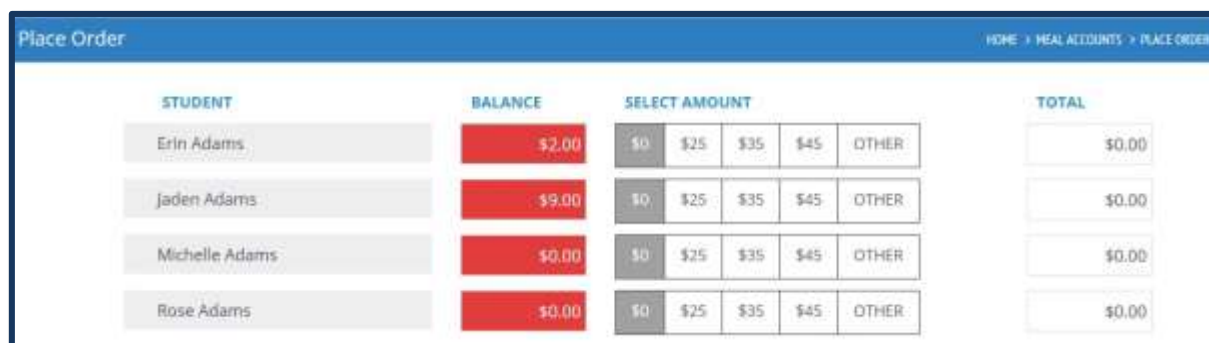 Place Order HOME > MEAL ACCOUNTS > PLACE ORDER
STUDENT BALANCE SELECT AMOUNT TOTAL
Erin Adams $2.00 $0 $25 $35 $45 OTHER $0.00
Jaden Adams $9.00 $0 $25 $35 $45 OTHER $0.00
Michelle Adams $0.00 $0 $25 $35 $45 OTHER $0.00
Rose Adams $0.00 $0 $25 $35 $45 OTHER $0.00